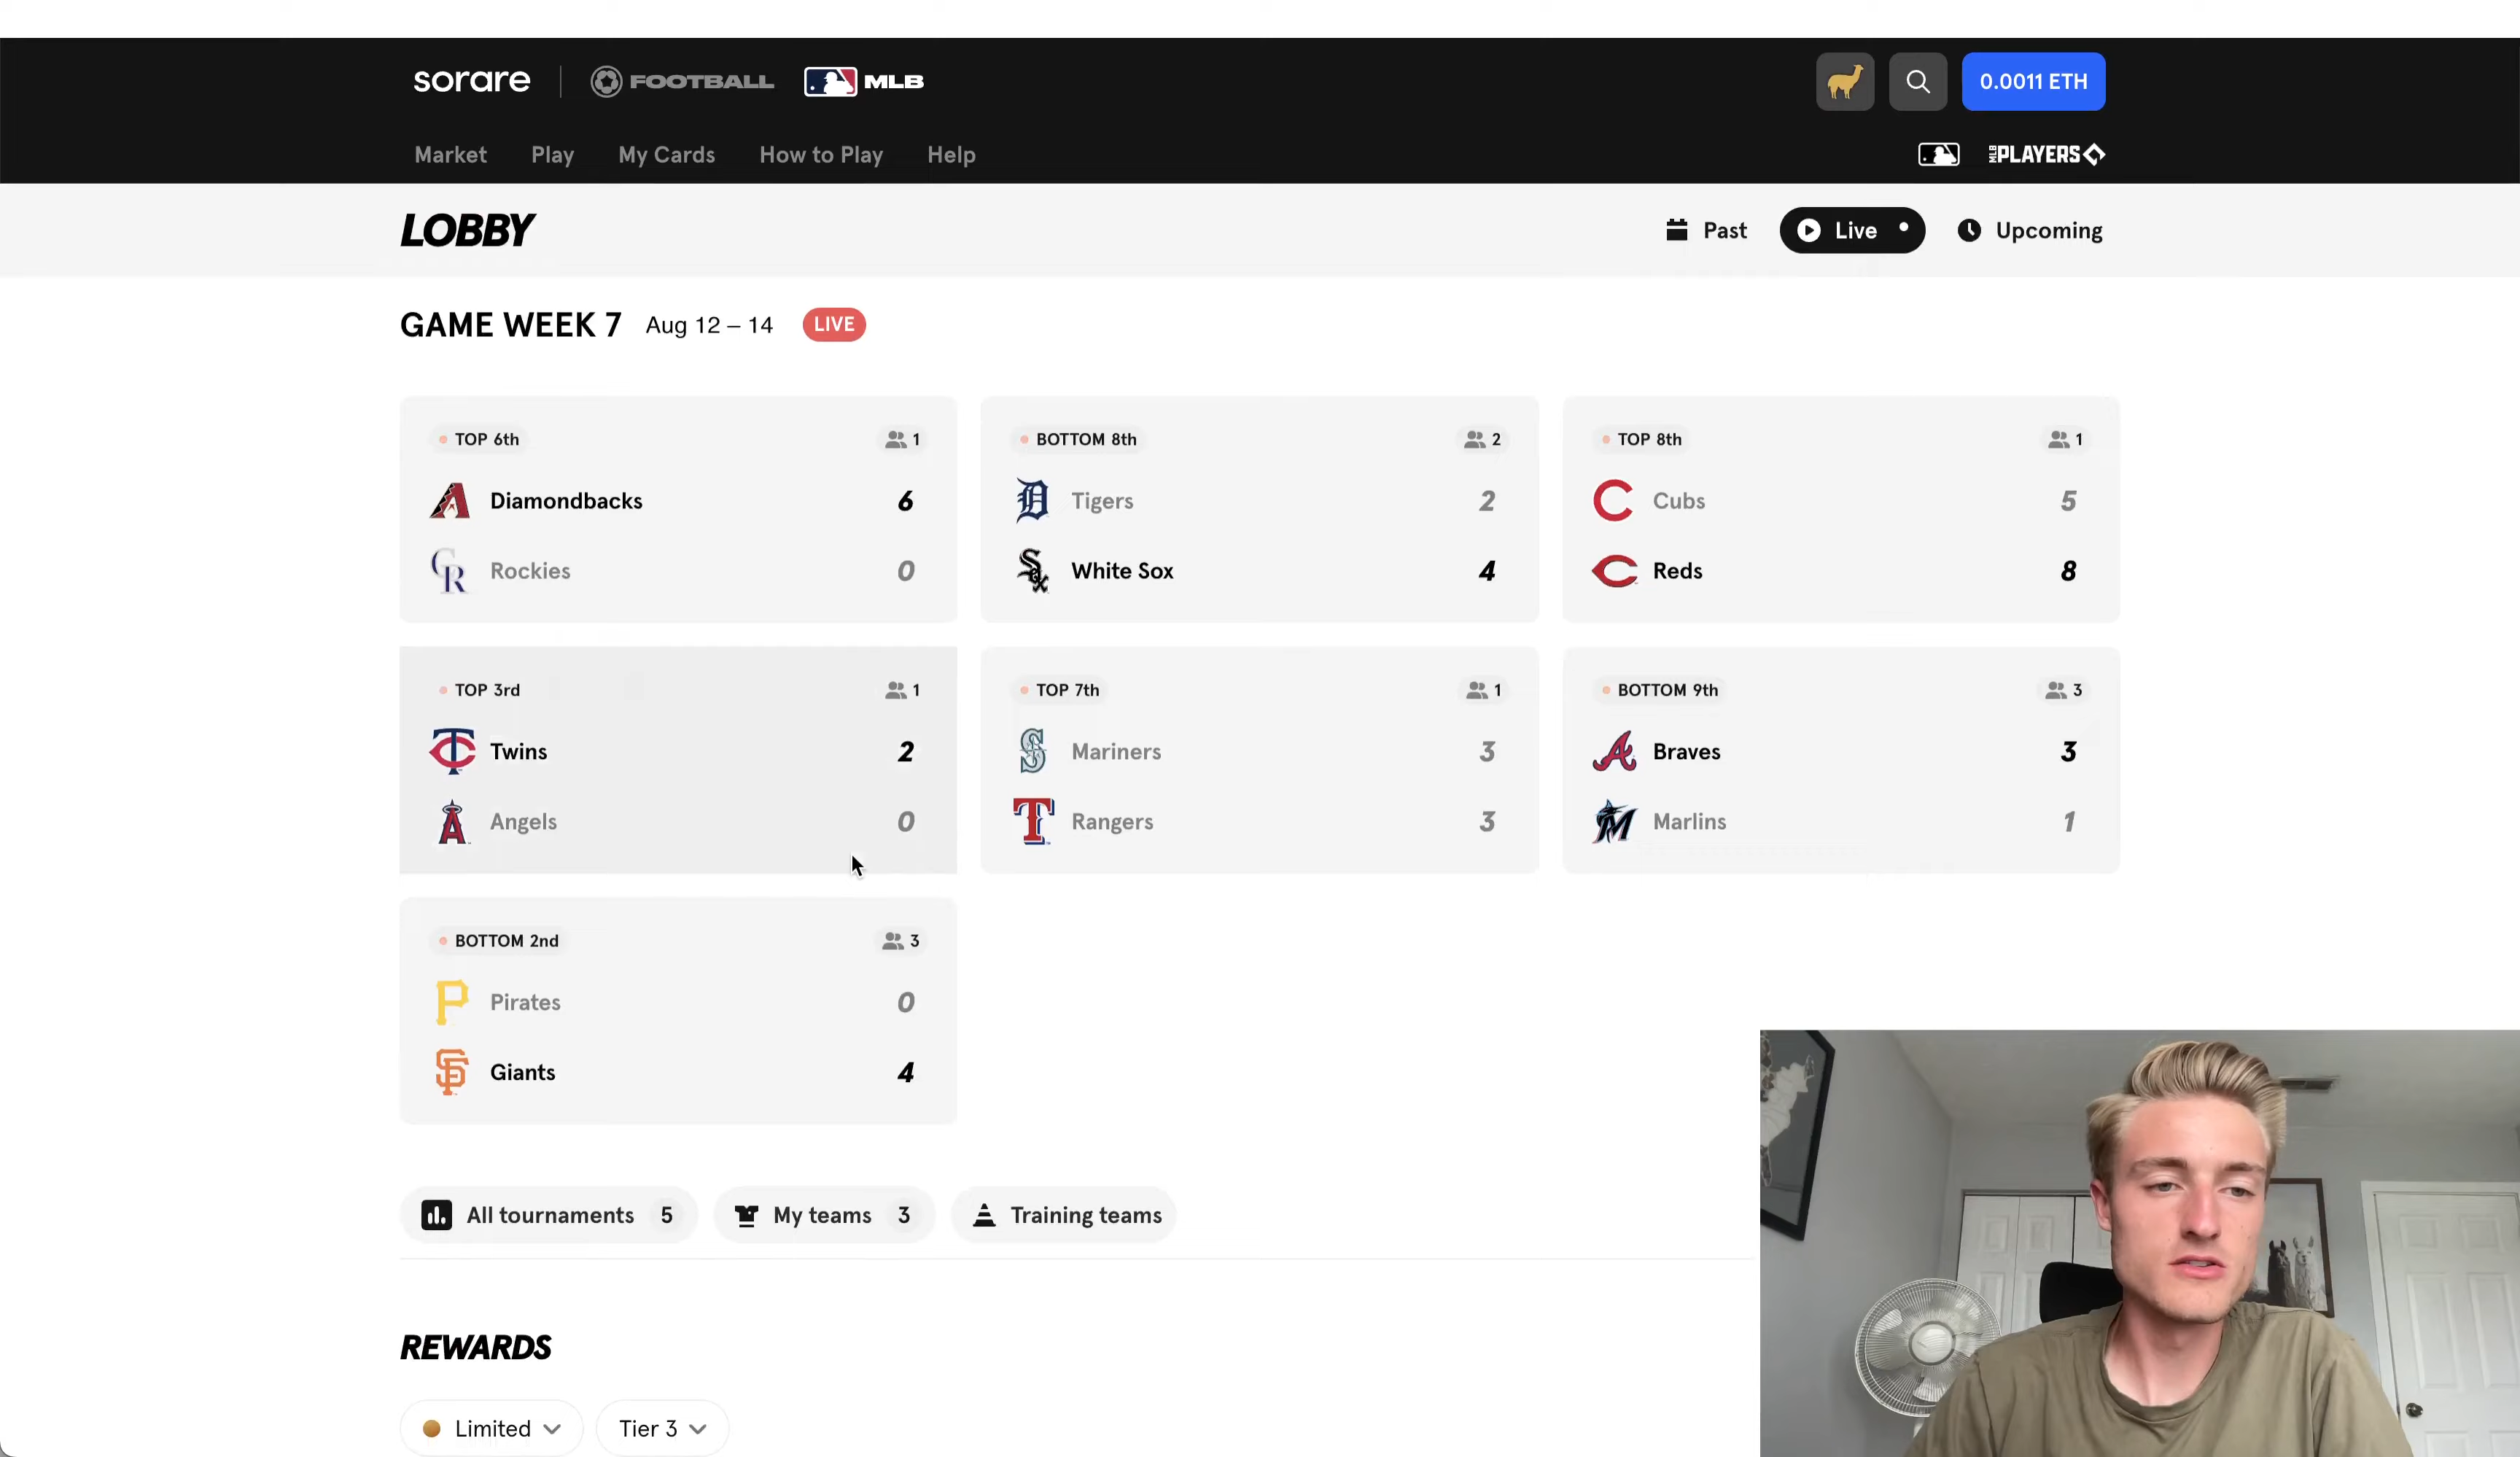 sorare FOOTBALL MLB 0.0011 ETH
Market Play My Cards How to Play Help MLB PLAYERS
LOBBY Past Live Upcoming
GAME WEEK 7 Aug 12 – 14 LIVE
TOP 6th 1
Diamondbacks 6
Rockies 0
BOTTOM 8th 2
Tigers 2
White Sox 4
TOP 8th 1
Cubs 5
Reds 8
TOP 3rd 1
Twins 2
Angels 0
TOP 7th 1
Mariners 3
Rangers 3
BOTTOM 9th 3
Braves 3
Marlins 1
BOTTOM 2nd 3
Pirates 0
Giants 4
All tournaments 5 My teams 3 Training teams
REWARDS
Limited Tier 3